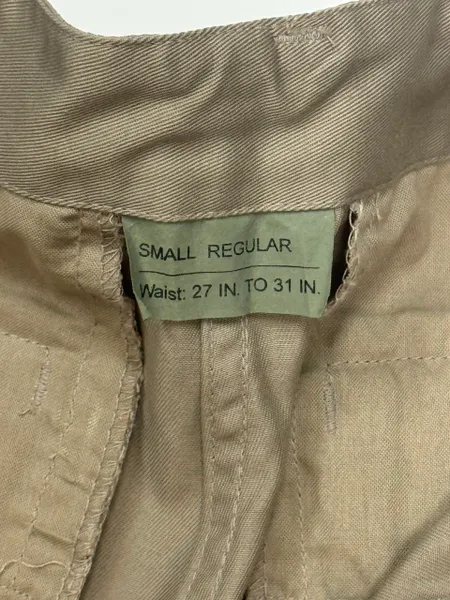 SMALL REGULAR
Waist: 27 IN. TO 31 IN.